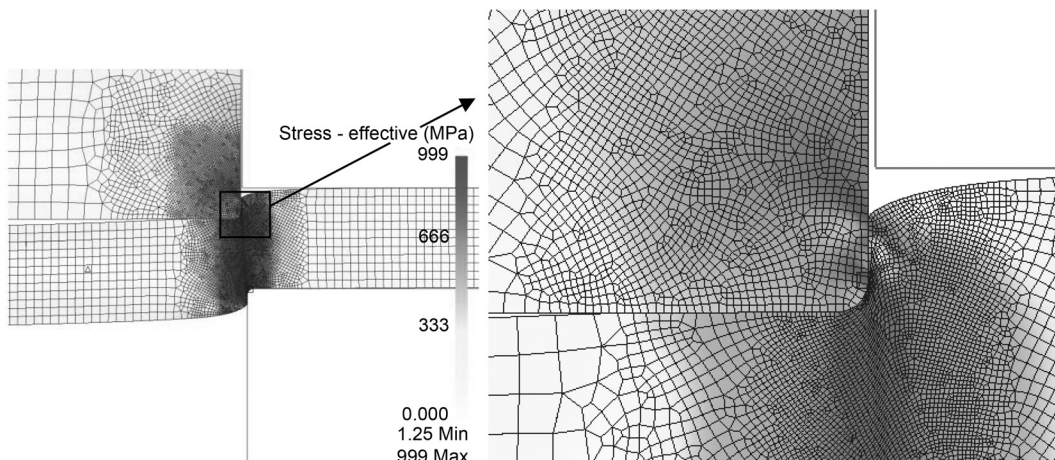 Stress - effective (MPa)
999
666
333
0.000
1.25 Min
999 Max